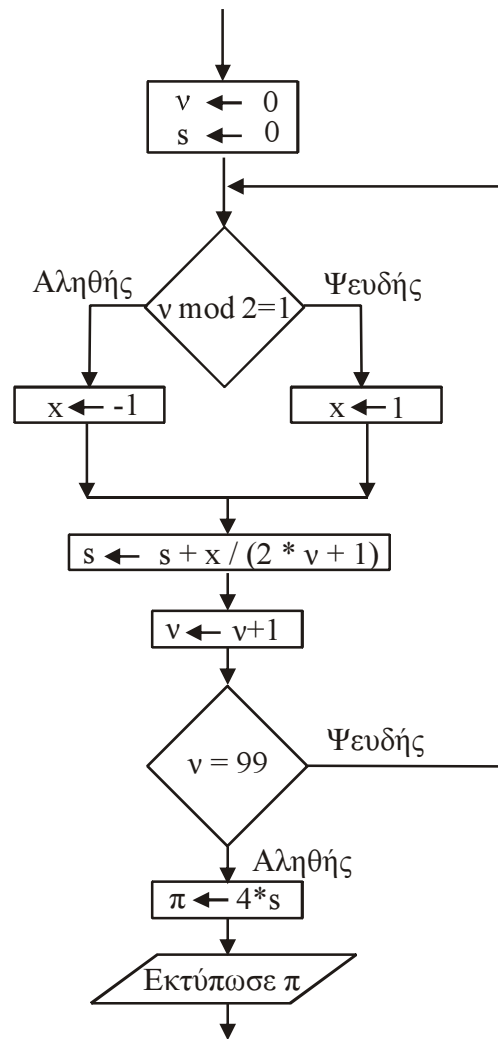 ν ← 0
s ← 0
Αληθής
Ψευδής
ν mod 2=1
x ← -1
x ← 1
s ← s + x / (2 * ν + 1)
ν ← ν+1
Ψευδής
ν = 99
Αληθής
π ← 4*s
Εκτύπωσε π